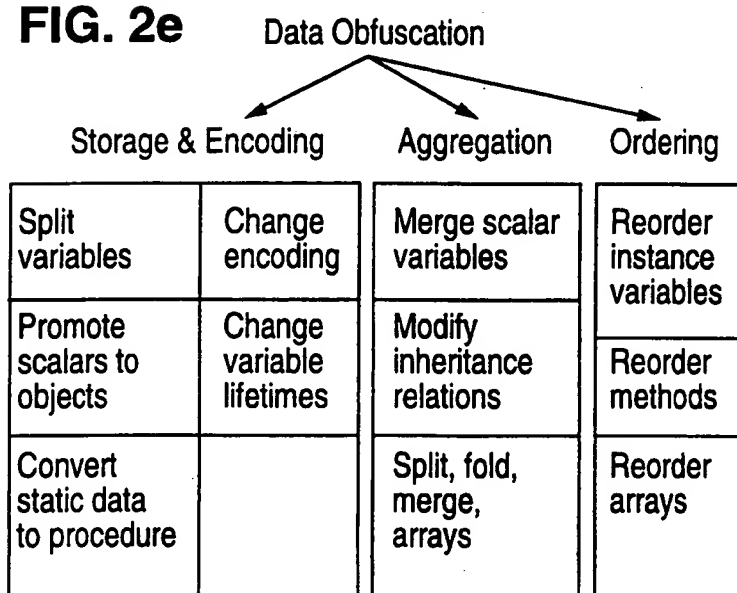 FIG. 2e
Data Obfuscation
Storage & Encoding
Aggregation
Ordering
Split
variables
Change
encoding
Merge scalar
variables
Reorder
instance
variables
Promote
scalars to
objects
Change
variable
lifetimes
Modify
inheritance
relations
Reorder
methods
Convert
static data
to procedure
Split, fold,
merge,
arrays
Reorder
arrays